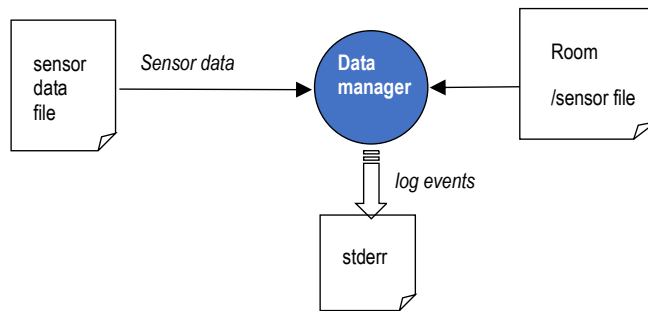 sensor
data
file
Sensor data
Data
manager
Room
/sensor file
log events
stderr